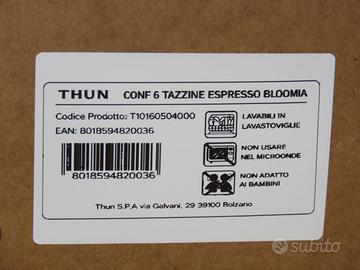 THUN CONF 6 TAZZINE ESPRESSO BLOOMIA
Codice Prodotto: T10160504000
EAN: 8018594820036
8018594820036
LAVABILI IN
LAVASTOVIGLIE
NON USARE
NEL MICROONDE
NON ADATTO
AI BAMBINI
Thun S.P.A via Galvani, 29 39100 Bolzano
subito